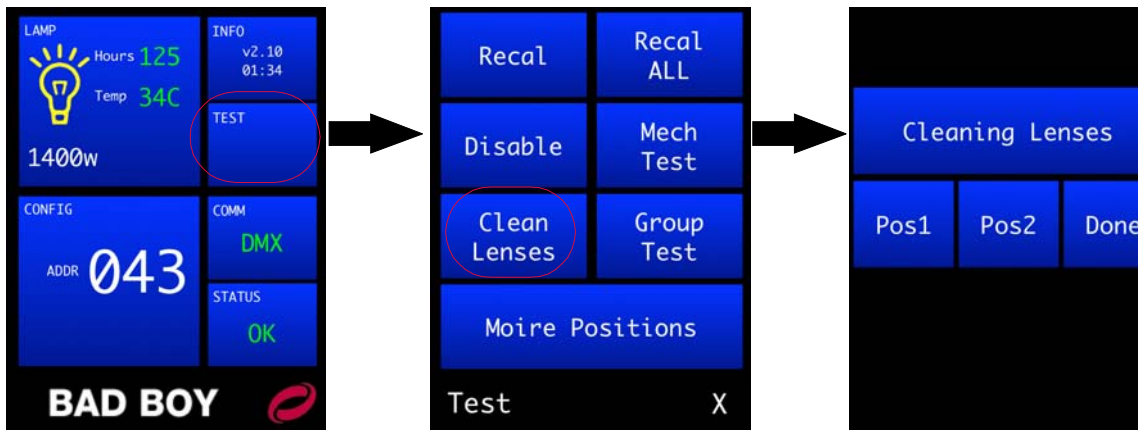 LAMP
Hours 125
Temp 34C
1400w
INFO
v2.10
01:34
TEST
CONFIG
ADDR 043
COMM
DMX
STATUS
OK
BAD BOY
Recal
Recal
ALL
Disable
Mech
Test
Clean
Lenses
Group
Test
Moire Positions
Test X
Cleaning Lenses
Pos1 Pos2 Done